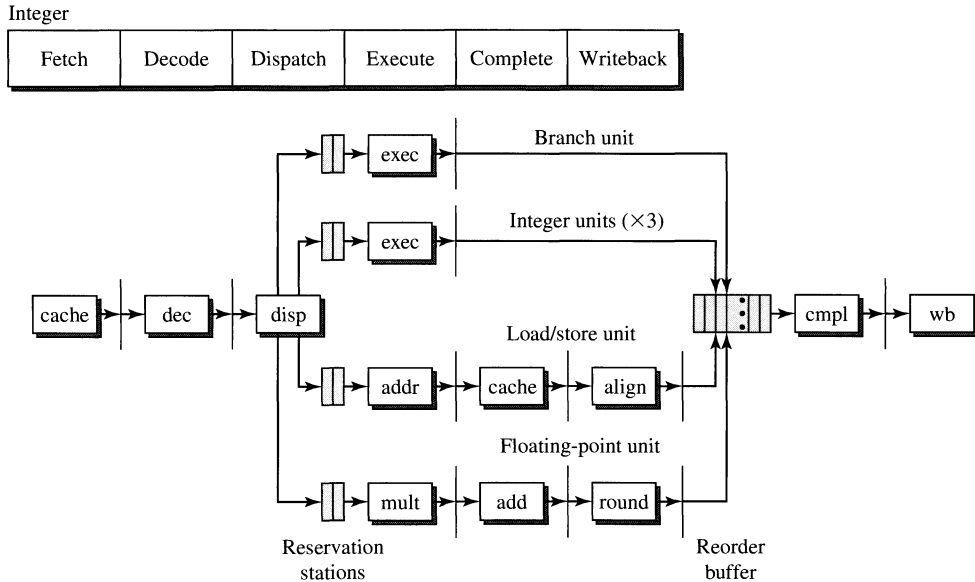 Integer
Fetch Decode Dispatch Execute Complete Writeback
Branch unit
exec
Integer units (×3)
exec
cache dec disp cmpl wb
Load/store unit
addr cache align
Floating-point unit
mult add round
Reservation
stations
Reorder
buffer